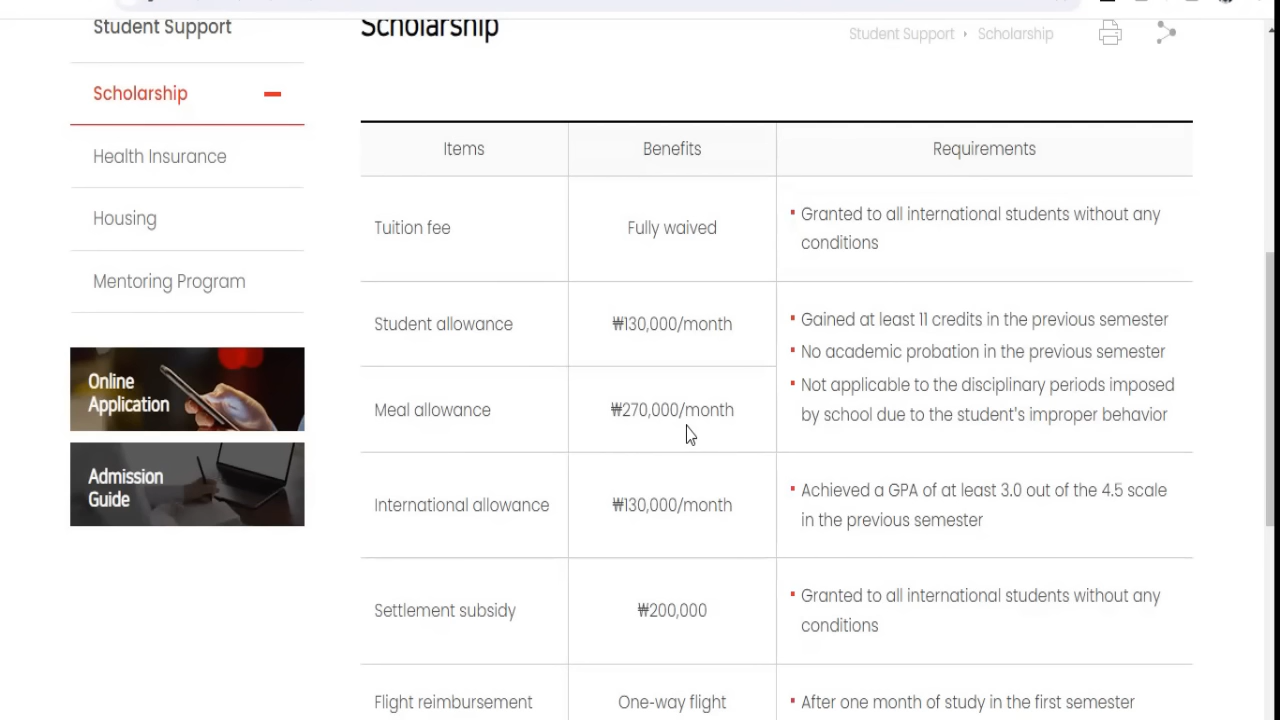 Student Support
Scholarship
Student Support › Scholarship
Scholarship
Health Insurance
Housing
Mentoring Program
Online
Application
Admission
Guide
Items
Benefits
Requirements
Tuition fee
Fully waived
Granted to all international students without any
conditions
Student allowance
₩130,000/month
Gained at least 11 credits in the previous semester
No academic probation in the previous semester
Not applicable to the disciplinary periods imposed
by school due to the student's improper behavior
Meal allowance
₩270,000/month
International allowance
₩130,000/month
Achieved a GPA of at least 3.0 out of the 4.5 scale
in the previous semester
Settlement subsidy
₩200,000
Granted to all international students without any
conditions
Flight reimbursement
One-way flight
After one month of study in the first semester